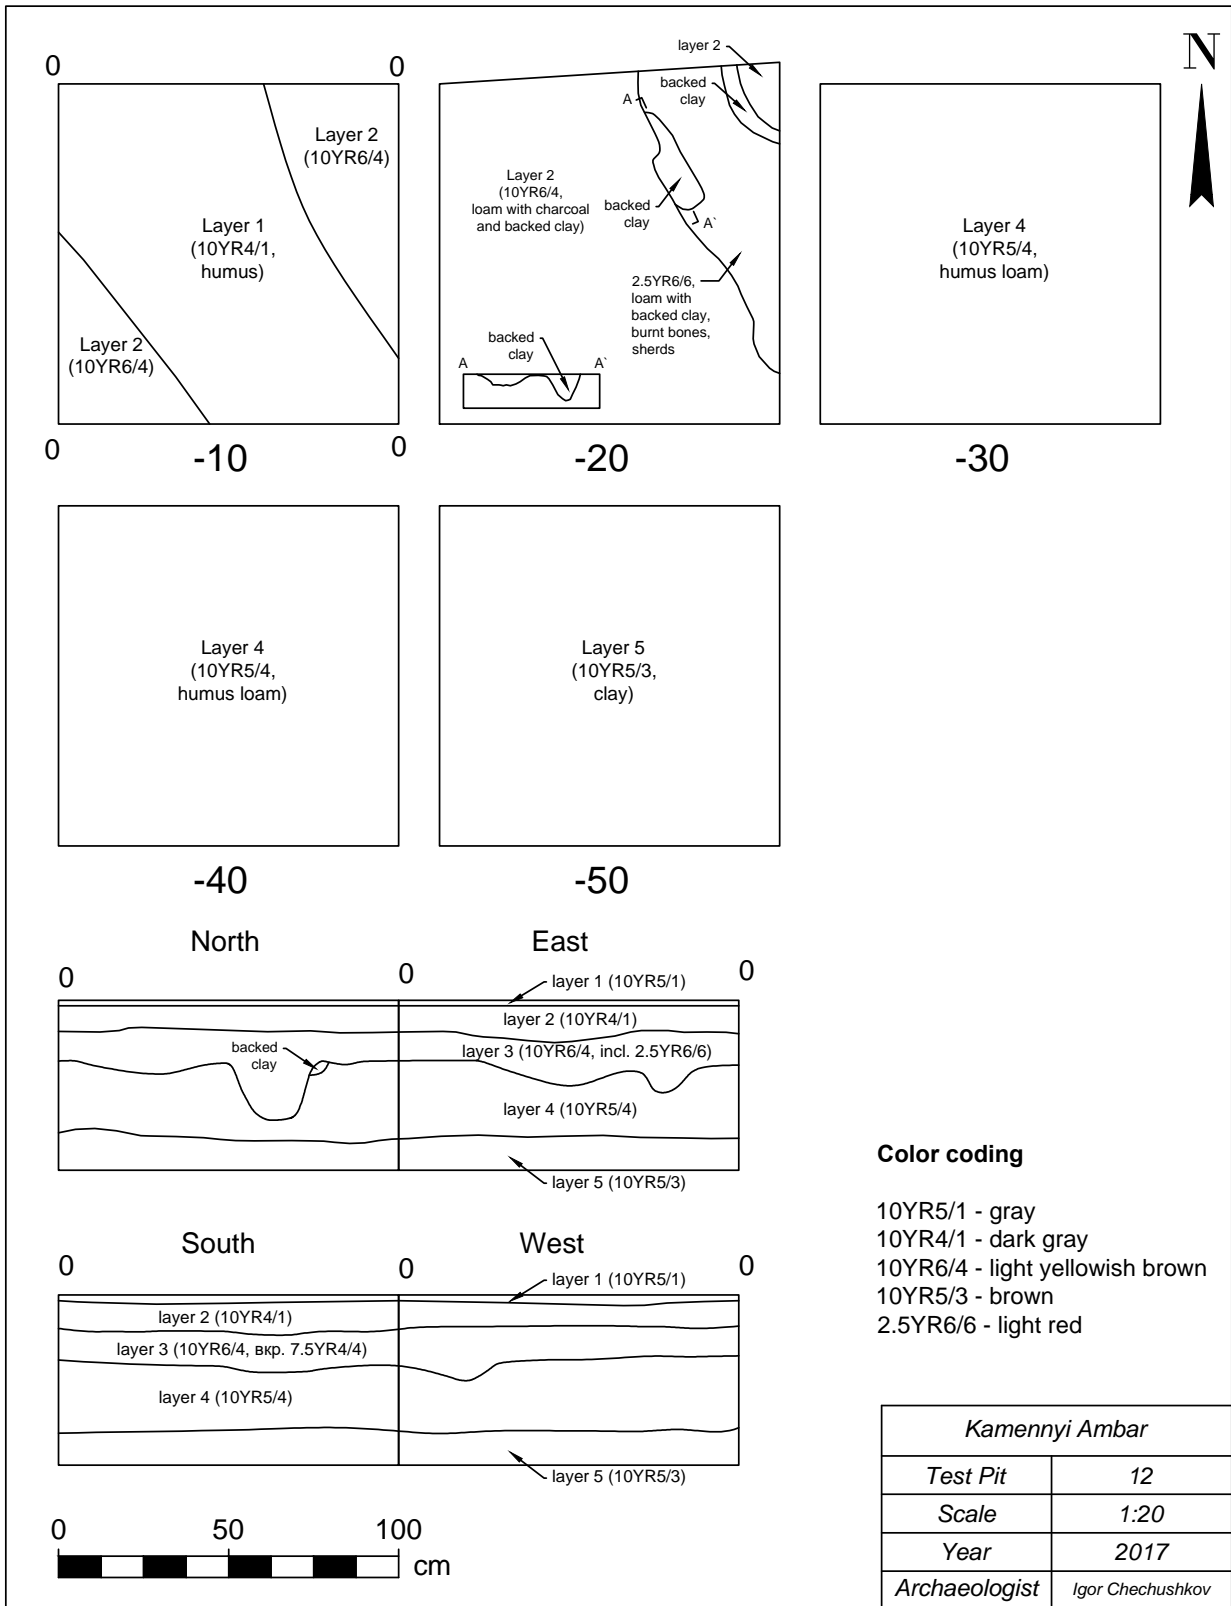 N
0
0
Layer 2
(10YR6/4)
Layer 1
(10YR4/1,
humus)
Layer 2
(10YR6/4)
0
0
-10
layer 2
backed
clay
A
Layer 2
(10YR6/4,
loam with charcoal
and backed clay)
backed
clay
A`
2.5YR6/6,
loam with
backed clay,
burnt bones,
sherds
backed
clay
A
A`
-20
Layer 4
(10YR5/4,
humus loam)
-30
Layer 4
(10YR5/4,
humus loam)
-40
Layer 5
(10YR5/3,
clay)
-50
North
East
0
0
0
layer 1 (10YR5/1)
layer 2 (10YR4/1)
backed
clay
layer 3 (10YR6/4, incl. 2.5YR6/6)
layer 4 (10YR5/4)
layer 5 (10YR5/3)
South
West
0
0
0
layer 1 (10YR5/1)
layer 2 (10YR4/1)
layer 3 (10YR6/4, вкр. 7.5YR4/4)
layer 4 (10YR5/4)
layer 5 (10YR5/3)
0 50 100
cm
Color coding
10YR5/1 - gray
10YR4/1 - dark gray
10YR6/4 - light yellowish brown
10YR5/3 - brown
2.5YR6/6 - light red
Kamennyi Ambar
Test Pit 12
Scale 1:20
Year 2017
Archaeologist Igor Chechushkov